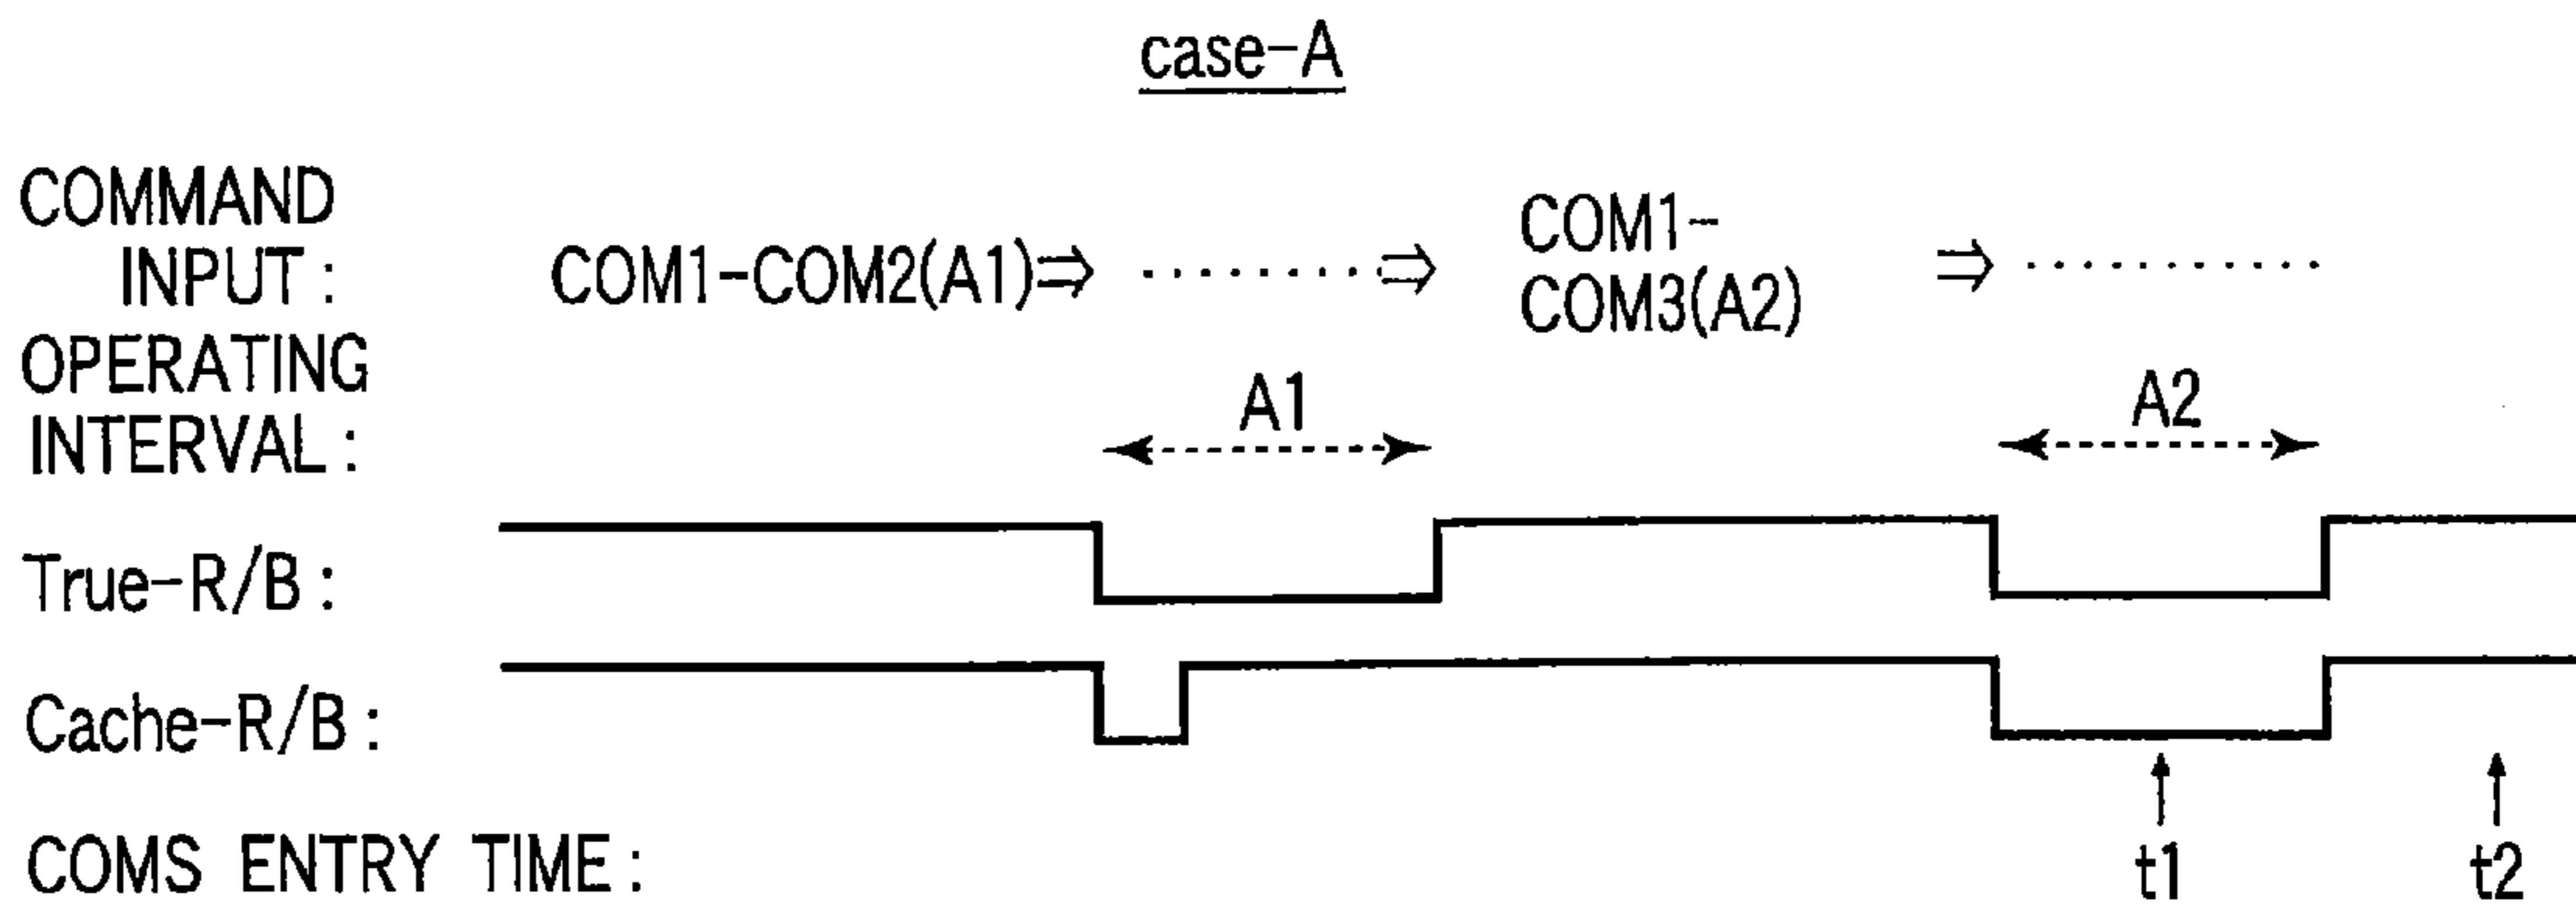 case-A
COMMAND
INPUT :
COM1-COM2(A1)⇒ ·········⇒
COM1-
COM3(A2)
⇒ ···········
OPERATING
INTERVAL :
A1
A2
True-R/B :
Cache-R/B :
COMS ENTRY TIME :
t1
t2